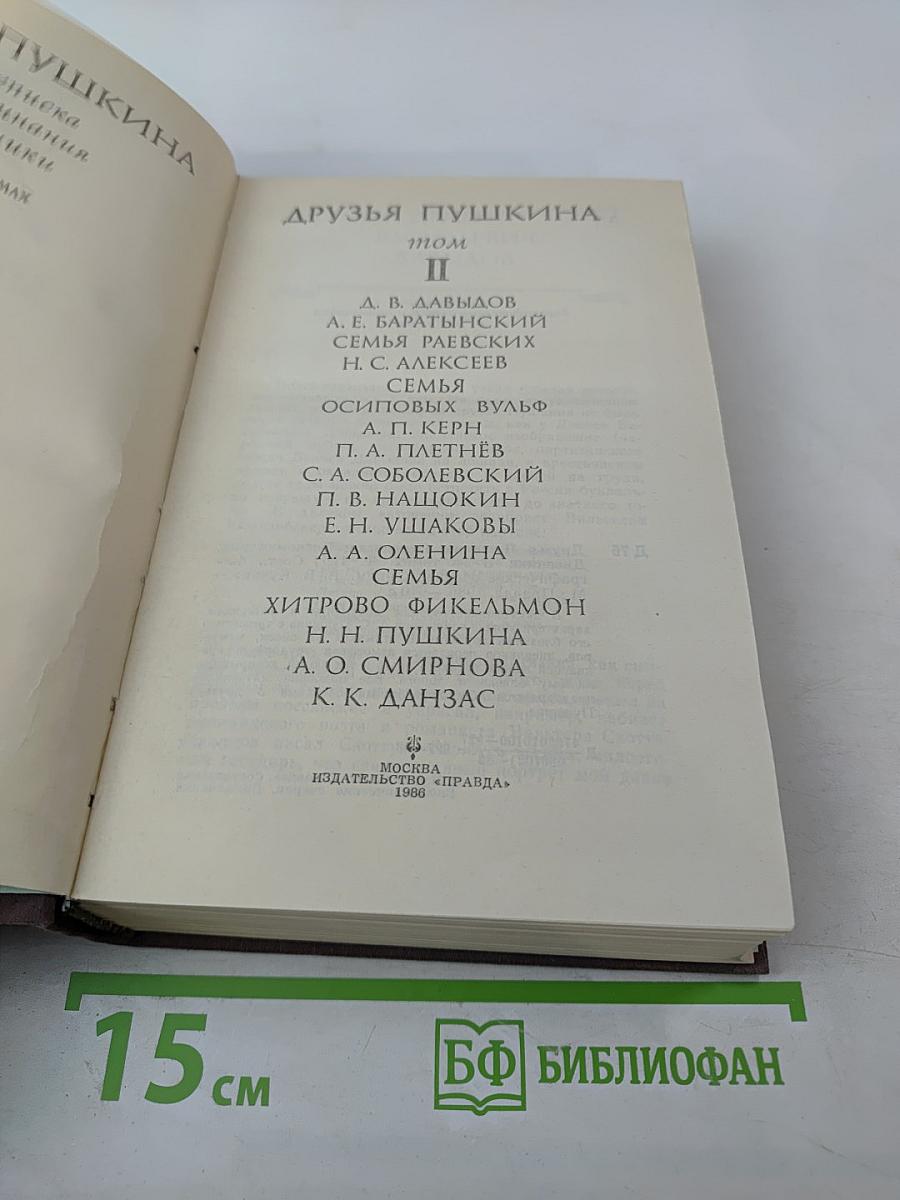 ПУШКИНА
ДРУЗЬЯ ПУШКИНА
том
II
Д. В. ДАВЫДОВ
А. Е. БАРАТЫНСКИЙ
СЕМЬЯ РАЕВСКИХ
Н. С. АЛЕКСЕЕВ
СЕМЬЯ
ОСИПОВЫХ ВУЛЬФ
А. П. КЕРН
П. А. ПЛЕТНЁВ
С. А. СОБОЛЕВСКИЙ
П. В. НАЩОКИН
Е. Н. УШАКОВЫ
А. А. ОЛЕНИНА
СЕМЬЯ
ХИТРОВО ФИКЕЛЬМОН
Н. Н. ПУШКИНА
А. О. СМИРНОВА
К. К. ДАНЗАС
МОСКВА
ИЗДАТЕЛЬСТВО «ПРАВДА»
1986
15 см
БФ БИБЛИОФАН